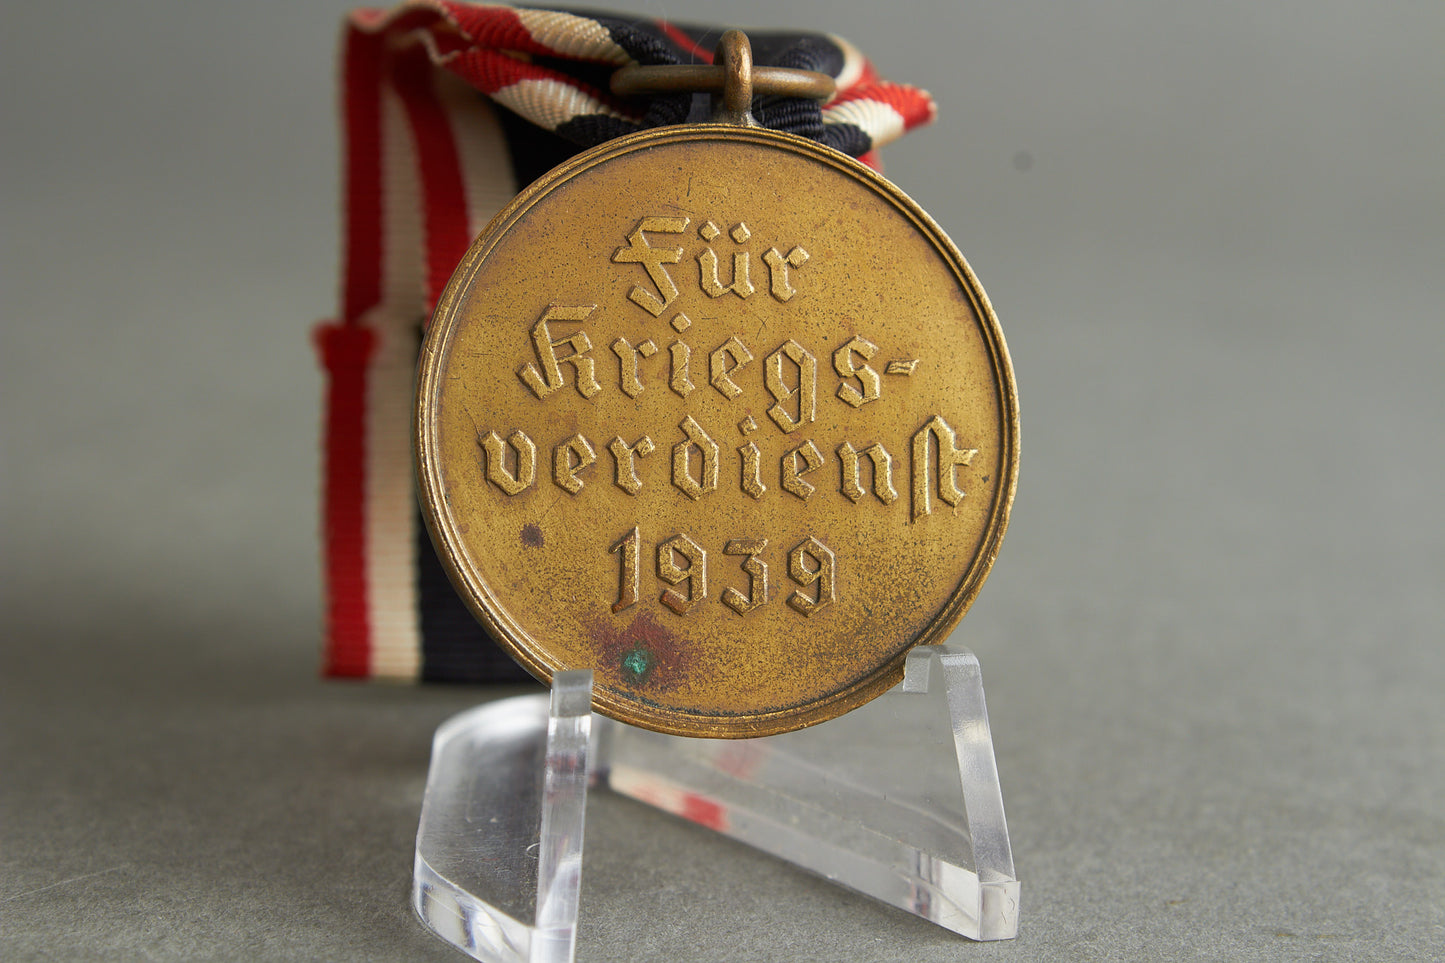 Für
Kriegs-
verdienst
1939